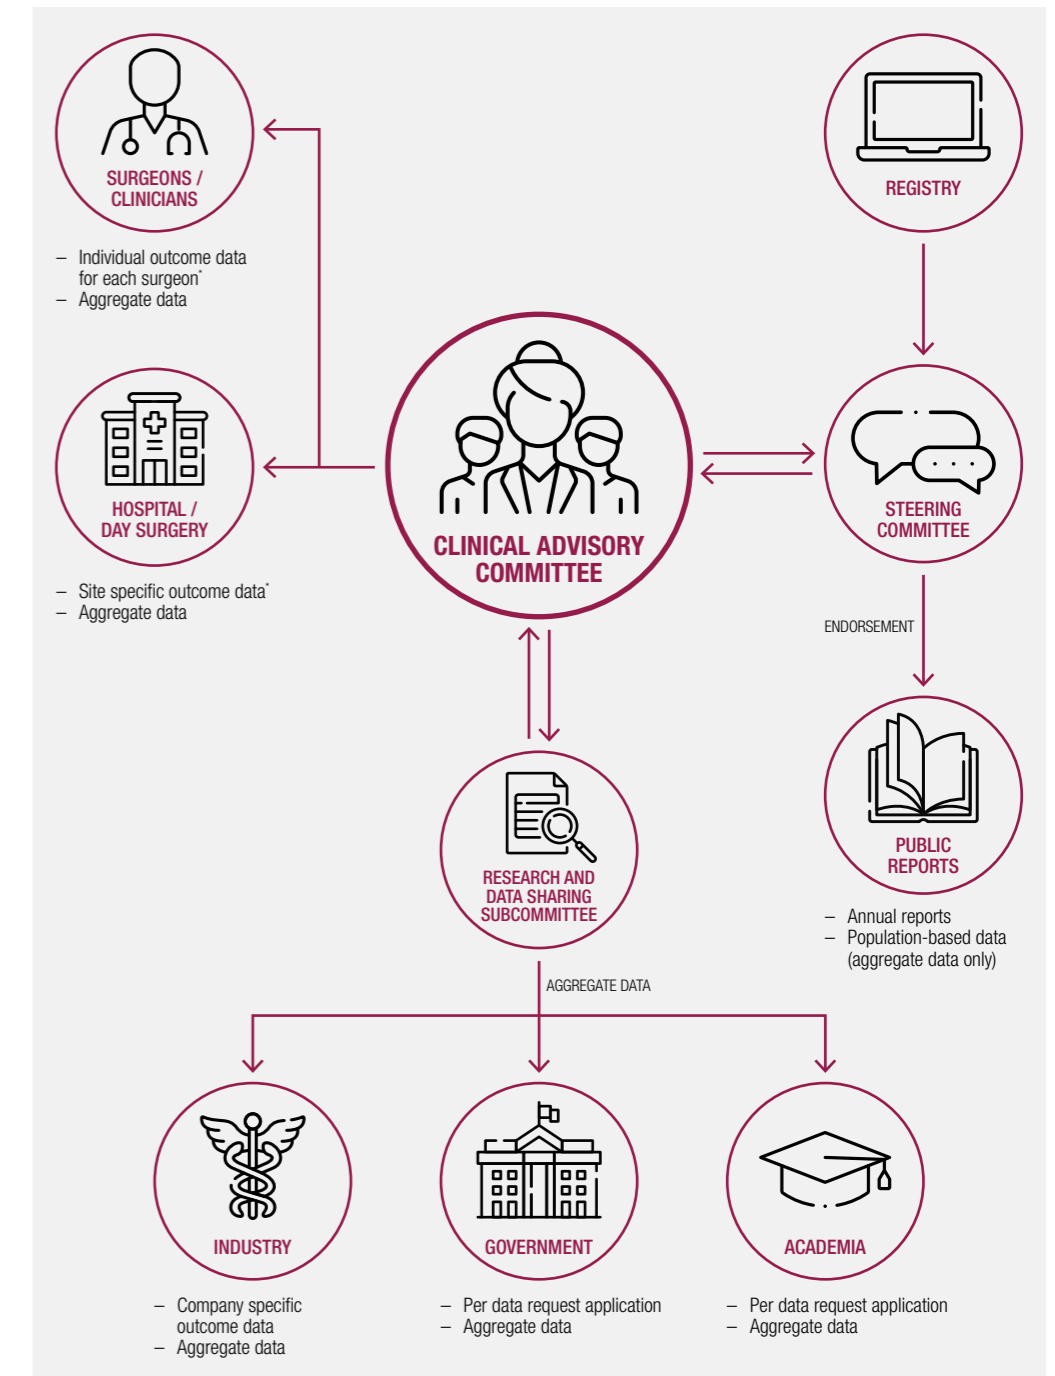 SURGEONS /
CLINICIANS
– Individual outcome data
for each surgeon*
– Aggregate data
REGISTRY
HOSPITAL /
DAY SURGERY
– Site specific outcome data*
– Aggregate data
CLINICAL ADVISORY
COMMITTEE
STEERING
COMMITTEE
ENDORSEMENT
PUBLIC
REPORTS
– Annual reports
– Population-based data
(aggregate data only)
RESEARCH AND
DATA SHARING
SUBCOMMITTEE
AGGREGATE DATA
INDUSTRY
– Company specific
outcome data
– Aggregate data
GOVERNMENT
– Per data request application
– Aggregate data
ACADEMIA
– Per data request application
– Aggregate data